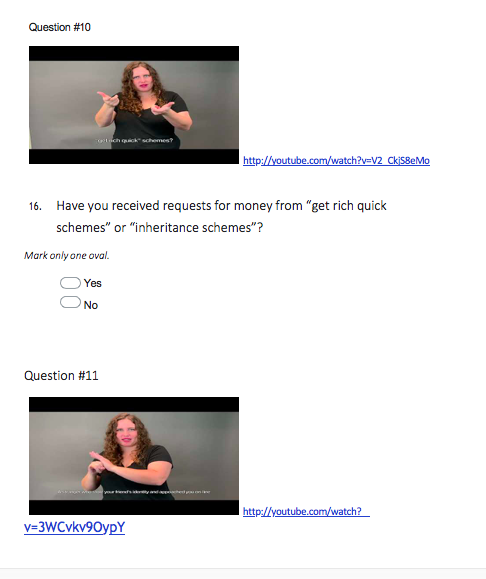 Question #10
get rich quick" schemes?
http://youtube.com/watch?v=V2_CkjS8eMo
16. Have you received requests for money from "get rich quick
schemes" or "inheritance schemes"?
Mark only one oval.
Yes
No
Question #11
your friend's identity and approached you on
http://youtube.com/watch?
v=3WCvkv9OypY